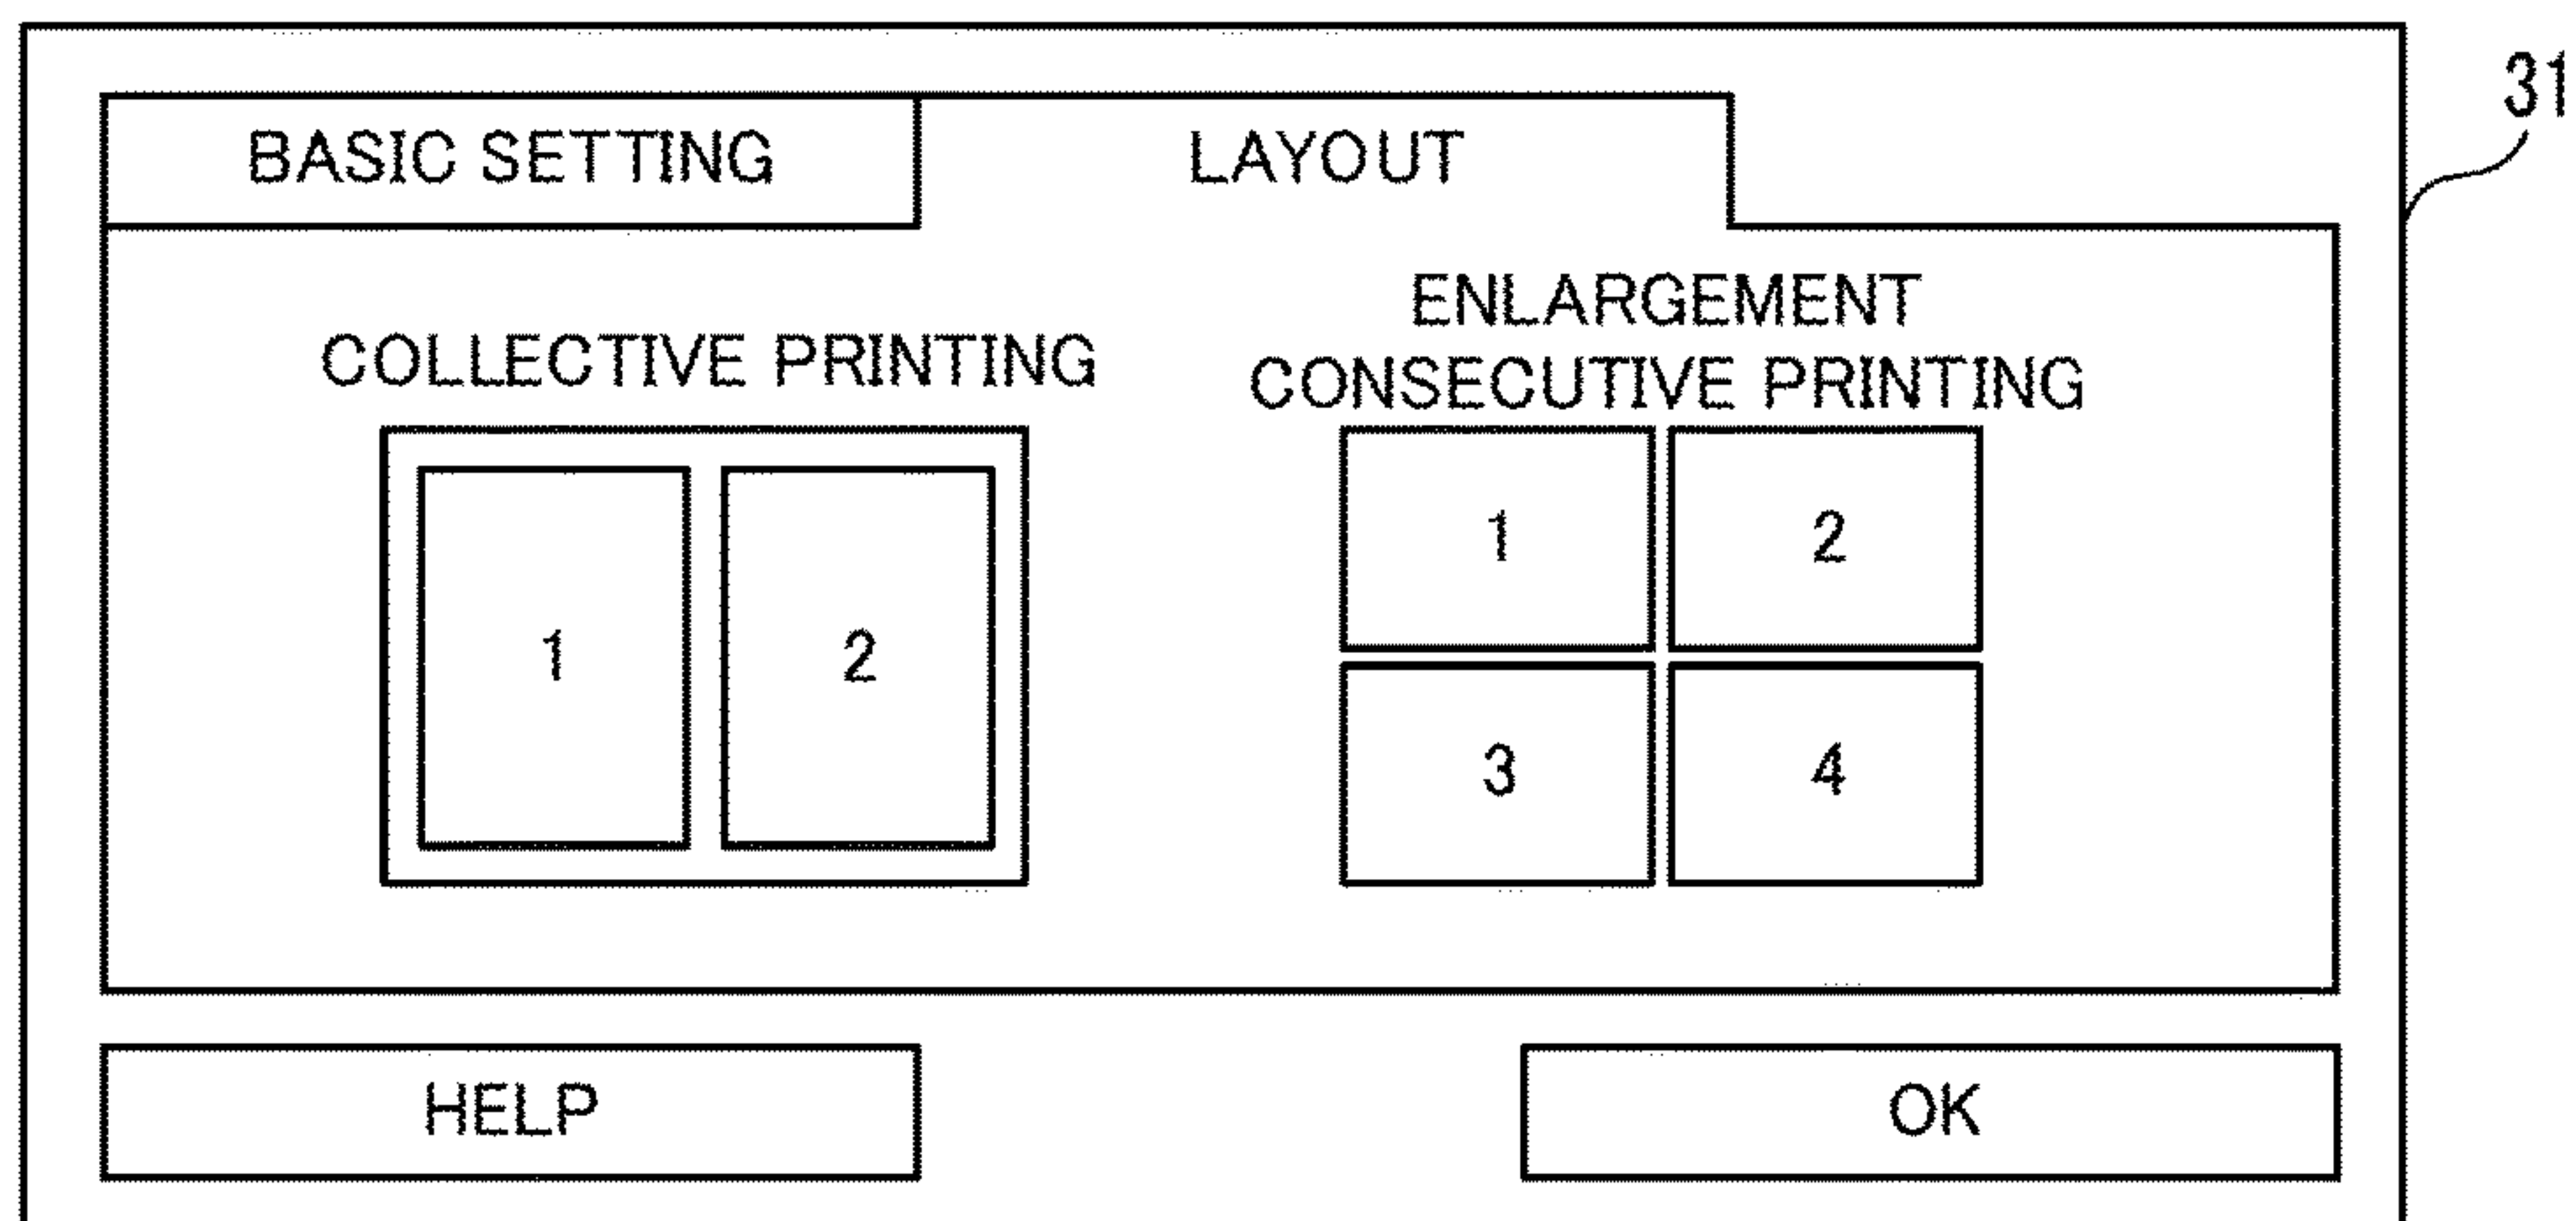 31
BASIC SETTING
LAYOUT
COLLECTIVE PRINTING
1
2
ENLARGEMENT
CONSECUTIVE PRINTING
1
2
3
4
HELP
OK